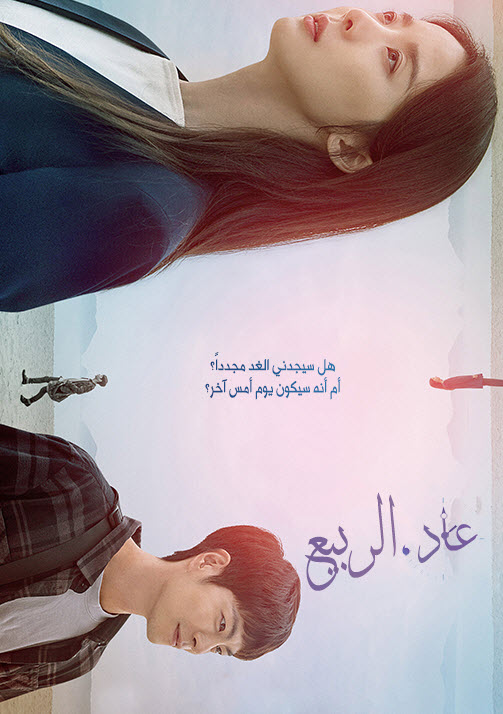 هل سيجدني الغد مجدداً؟
أم أنه سيكون يوم أمس آخر؟
عاد.الربيع